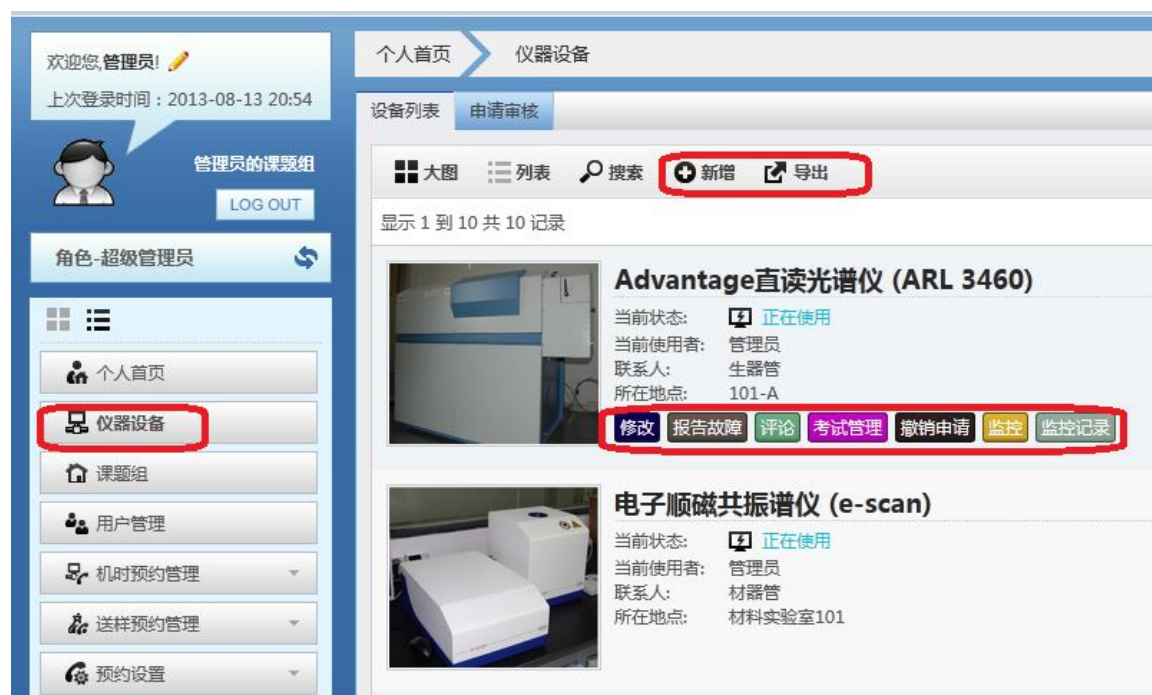 欢迎您,管理员!
上次登录时间：2013-08-13 20:54
管理员的课题组
LOG OUT
角色-超级管理员
个人首页
仪器设备
课题组
用户管理
机时预约管理
送样预约管理
预约设置
个人首页 仪器设备
设备列表 申请审核
大图 列表 搜索 新增 导出
显示 1 到 10 共 10 记录
Advantage直读光谱仪 (ARL 3460)
当前状态: 正在使用
当前使用者: 管理员
联系人: 生器管
所在地点: 101-A
修改 报告故障 评论 考试管理 撤销申请 监控 监控记录
电子顺磁共振谱仪 (e-scan)
当前状态: 正在使用
当前使用者: 管理员
联系人: 材器管
所在地点: 材料实验室101